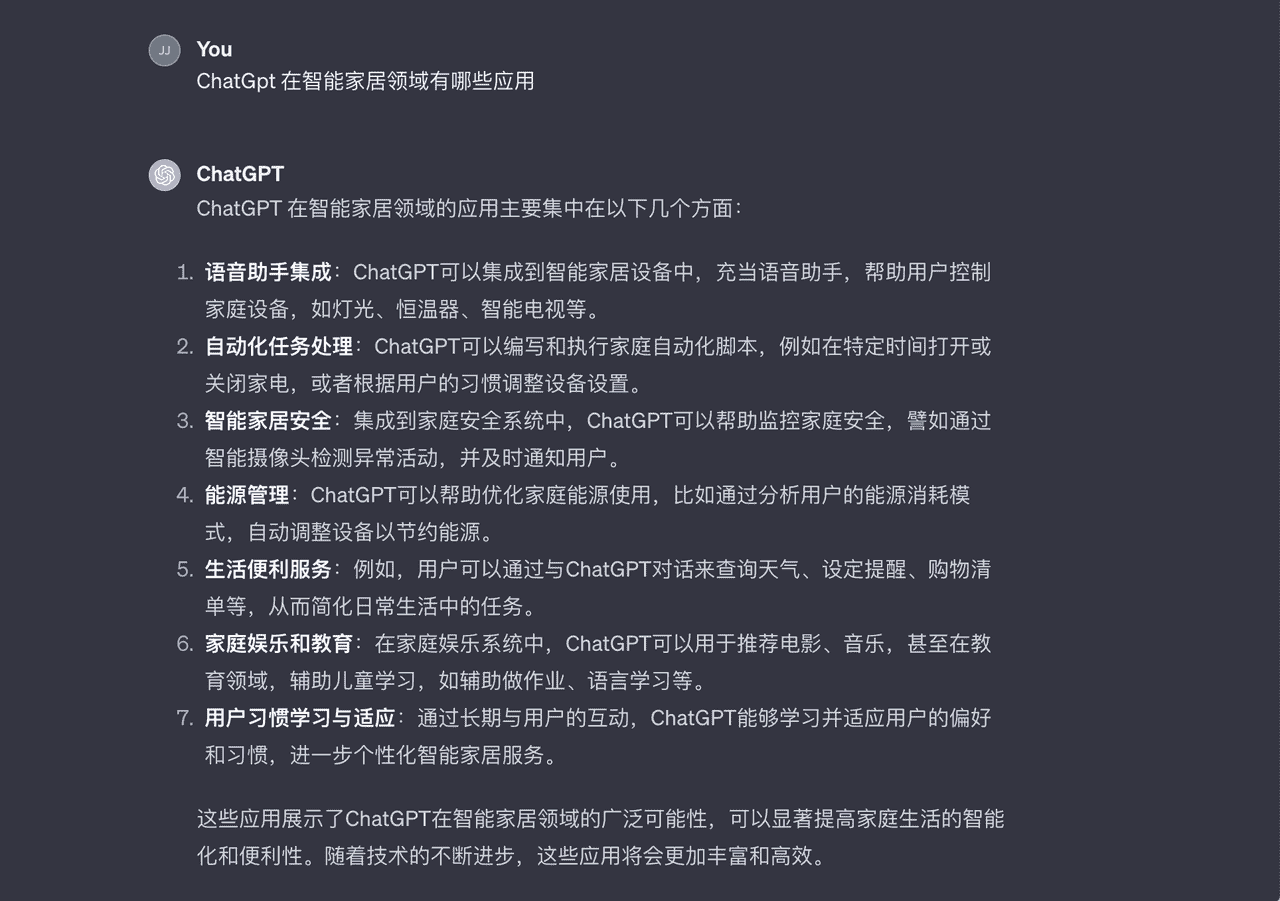 JJ
You
ChatGpt 在智能家居领域有哪些应用
ChatGPT
ChatGPT 在智能家居领域的应用主要集中在以下几个方面：
1. 语音助手集成：ChatGPT可以集成到智能家居设备中，充当语音助手，帮助用户控制
家庭设备，如灯光、恒温器、智能电视等。
2. 自动化任务处理：ChatGPT可以编写和执行家庭自动化脚本，例如在特定时间打开或
关闭家电，或者根据用户的习惯调整设备设置。
3. 智能家居安全：集成到家庭安全系统中，ChatGPT可以帮助监控家庭安全，譬如通过
智能摄像头检测异常活动，并及时通知用户。
4. 能源管理：ChatGPT可以帮助优化家庭能源使用，比如通过分析用户的能源消耗模
式，自动调整设备以节约能源。
5. 生活便利服务：例如，用户可以通过与ChatGPT对话来查询天气、设定提醒、购物清
单等，从而简化日常生活中的任务。
6. 家庭娱乐和教育：在家庭娱乐系统中，ChatGPT可以用于推荐电影、音乐，甚至在教
育领域，辅助儿童学习，如辅助做作业、语言学习等。
7. 用户习惯学习与适应：通过长期与用户的互动，ChatGPT能够学习并适应用户的偏好
和习惯，进一步个性化智能家居服务。
这些应用展示了ChatGPT在智能家居领域的广泛可能性，可以显著提高家庭生活的智能
化和便利性。随着技术的不断进步，这些应用将会更加丰富和高效。